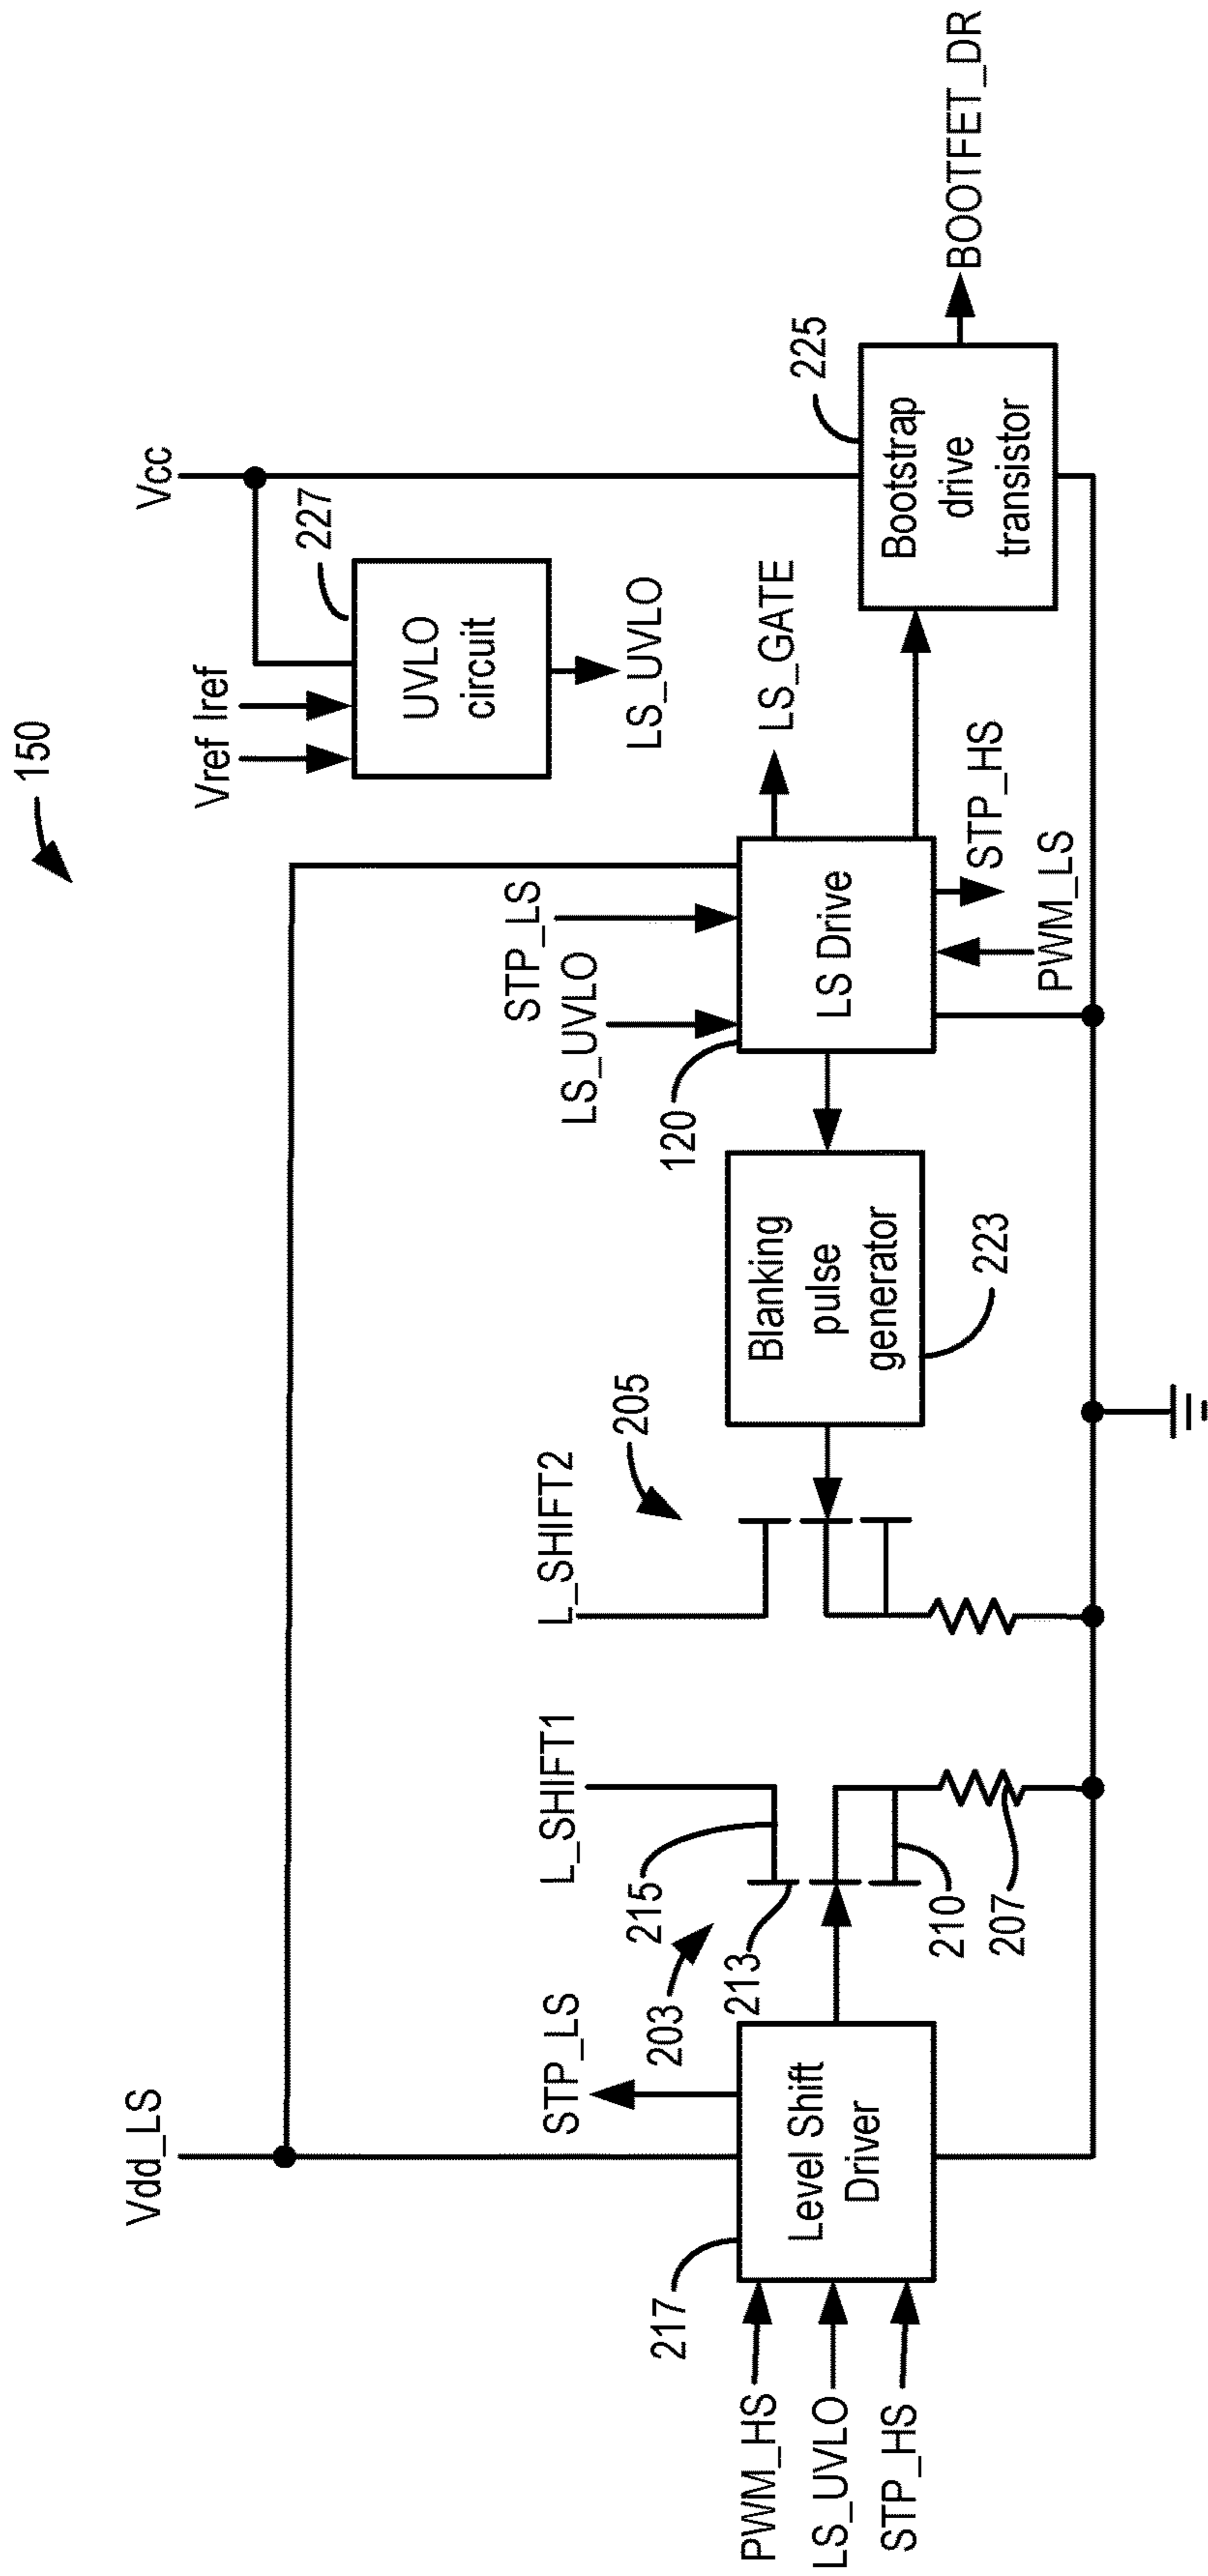 150
Vdd_LS
Vcc
Vref
Iref
227
UVLO
circuit
LS_UVLO
STP_LS
LS_UVLO
LS_GATE
225
BOOTFET_DR
Bootstrap
drive
transistor
120
LS Drive
STP_HS
PWM_LS
L_SHIFT2
205
Blanking
pulse
generator
223
L_SHIFT1
215
213
203
210
207
STP_LS
217
Level Shift
Driver
PWM_HS
LS_UVLO
STP_HS